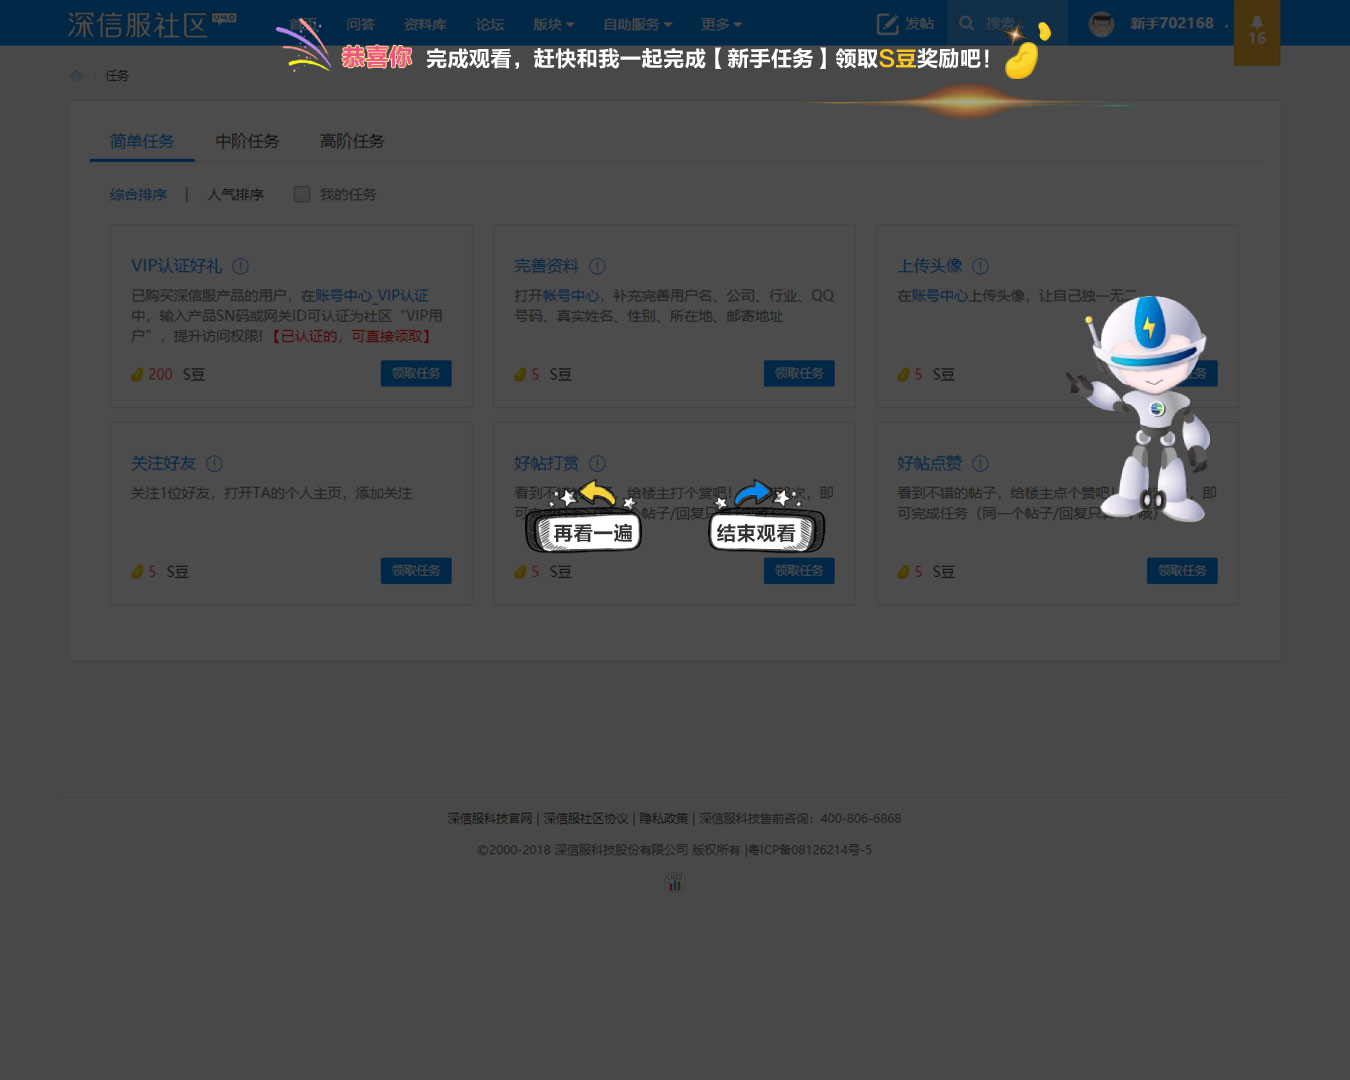 深信服社区
首页 问答 资料库 论坛 版块 自助服务 更多 发帖 搜索 新手702168 16
恭喜你 完成观看，赶快和我一起完成【新手任务】领取S豆奖励吧！
任务
简单任务 中阶任务 高阶任务
综合排序 | 人气排序 我的任务
VIP认证好礼
已购买深信服产品的用户，在账号中心_VIP认证
中，输入产品SN码或网关ID可认证为社区“VIP用
户”，提升访问权限!【已认证的，可直接领取】
200 S豆 领取任务
完善资料
打开帐号中心，补充完善用户名、公司、行业、QQ
号码、真实姓名、性别、所在地、邮寄地址
5 S豆 领取任务
上传头像
在账号中心上传头像，让自己独一无二
5 S豆 任务
关注好友
关注1位好友，打开TA的个人主页，添加关注
5 S豆 领取任务
好帖打赏
看到不错的 给楼主打个赏吧! 次，即
可完成 帖子/回复只
5 S豆 领取任务
好帖点赞
看到不错的帖子，给楼主点个赞吧! 即
可完成任务（同一个帖子/回复只
5 S豆 领取任务
再看一遍 结束观看
深信服科技官网 | 深信服社区协议 | 隐私政策 | 深信服科技售前咨询：400-806-6868
©2000-2018 深信服科技股份有限公司 版权所有 |粤ICP备08126214号-5